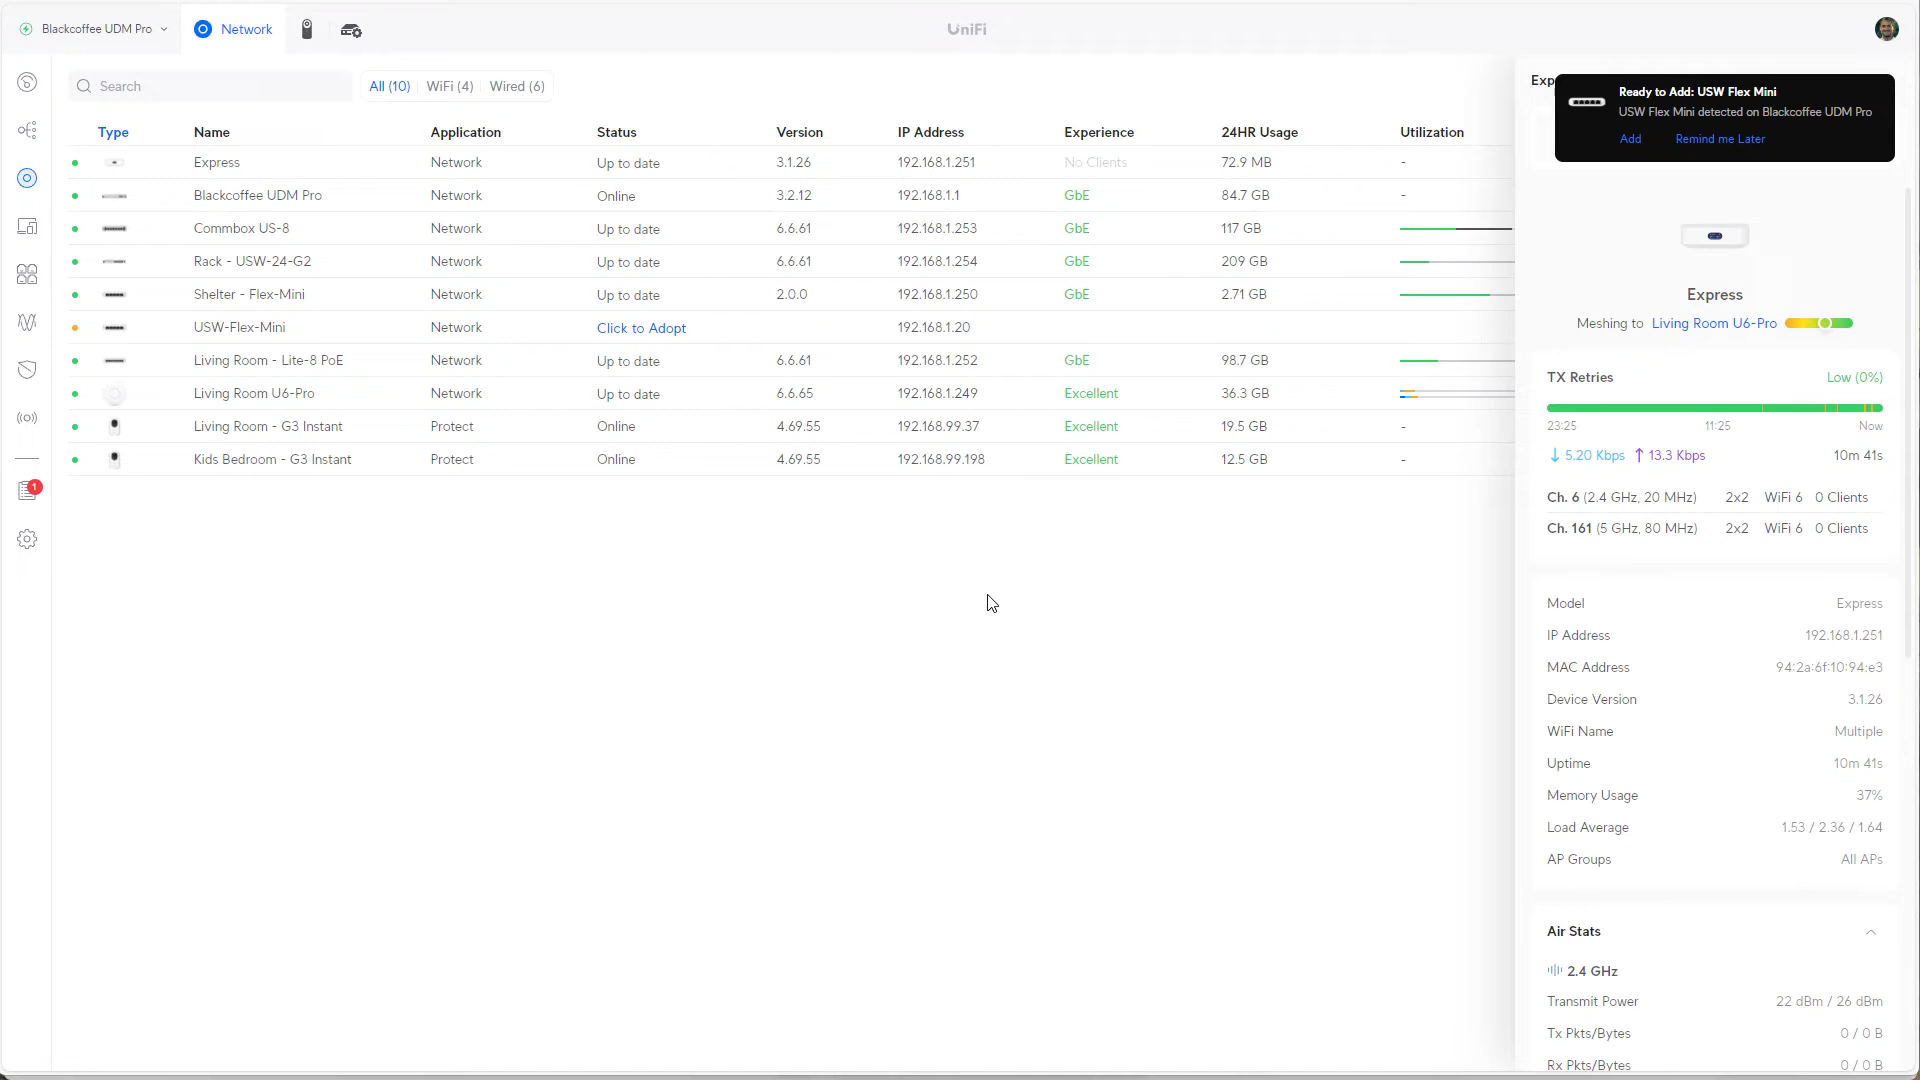 Blackcoffee UDM Pro
Network
UniFi
Search
All (10) WiFi (4) Wired (6)
Type Name Application Status Version IP Address Experience 24HR Usage Utilization
Express Network Up to date 3.1.26 192.168.1.251 No Clients 72.9 MB -
Blackcoffee UDM Pro Network Online 3.2.12 192.168.1.1 GbE 84.7 GB -
Commbox US-8 Network Up to date 6.6.61 192.168.1.253 GbE 117 GB
Rack - USW-24-G2 Network Up to date 6.6.61 192.168.1.254 GbE 209 GB
Shelter - Flex-Mini Network Up to date 2.0.0 192.168.1.250 GbE 2.71 GB
USW-Flex-Mini Network Click to Adopt 192.168.1.20
Living Room - Lite-8 PoE Network Up to date 6.6.61 192.168.1.252 GbE 98.7 GB
Living Room U6-Pro Network Up to date 6.6.65 192.168.1.249 Excellent 36.3 GB
Living Room - G3 Instant Protect Online 4.69.55 192.168.99.37 Excellent 19.5 GB -
Kids Bedroom - G3 Instant Protect Online 4.69.55 192.168.99.198 Excellent 12.5 GB -
1
Exp
Ready to Add: USW Flex Mini
USW Flex Mini detected on Blackcoffee UDM Pro
Add Remind me Later
Express
Meshing to Living Room U6-Pro
TX Retries Low (0%)
23:25 11:25 Now
5.20 Kbps 13.3 Kbps 10m 41s
Ch. 6 (2.4 GHz, 20 MHz) 2x2 WiFi 6 0 Clients
Ch. 161 (5 GHz, 80 MHz) 2x2 WiFi 6 0 Clients
Model Express
IP Address 192.168.1.251
MAC Address 94:2a:6f:10:94:e3
Device Version 3.1.26
WiFi Name Multiple
Uptime 10m 41s
Memory Usage 37%
Load Average 1.53 / 2.36 / 1.64
AP Groups All APs
Air Stats
2.4 GHz
Transmit Power 22 dBm / 26 dBm
Tx Pkts/Bytes 0 / 0 B
Rx Pkts/Bytes 0 / 0 B